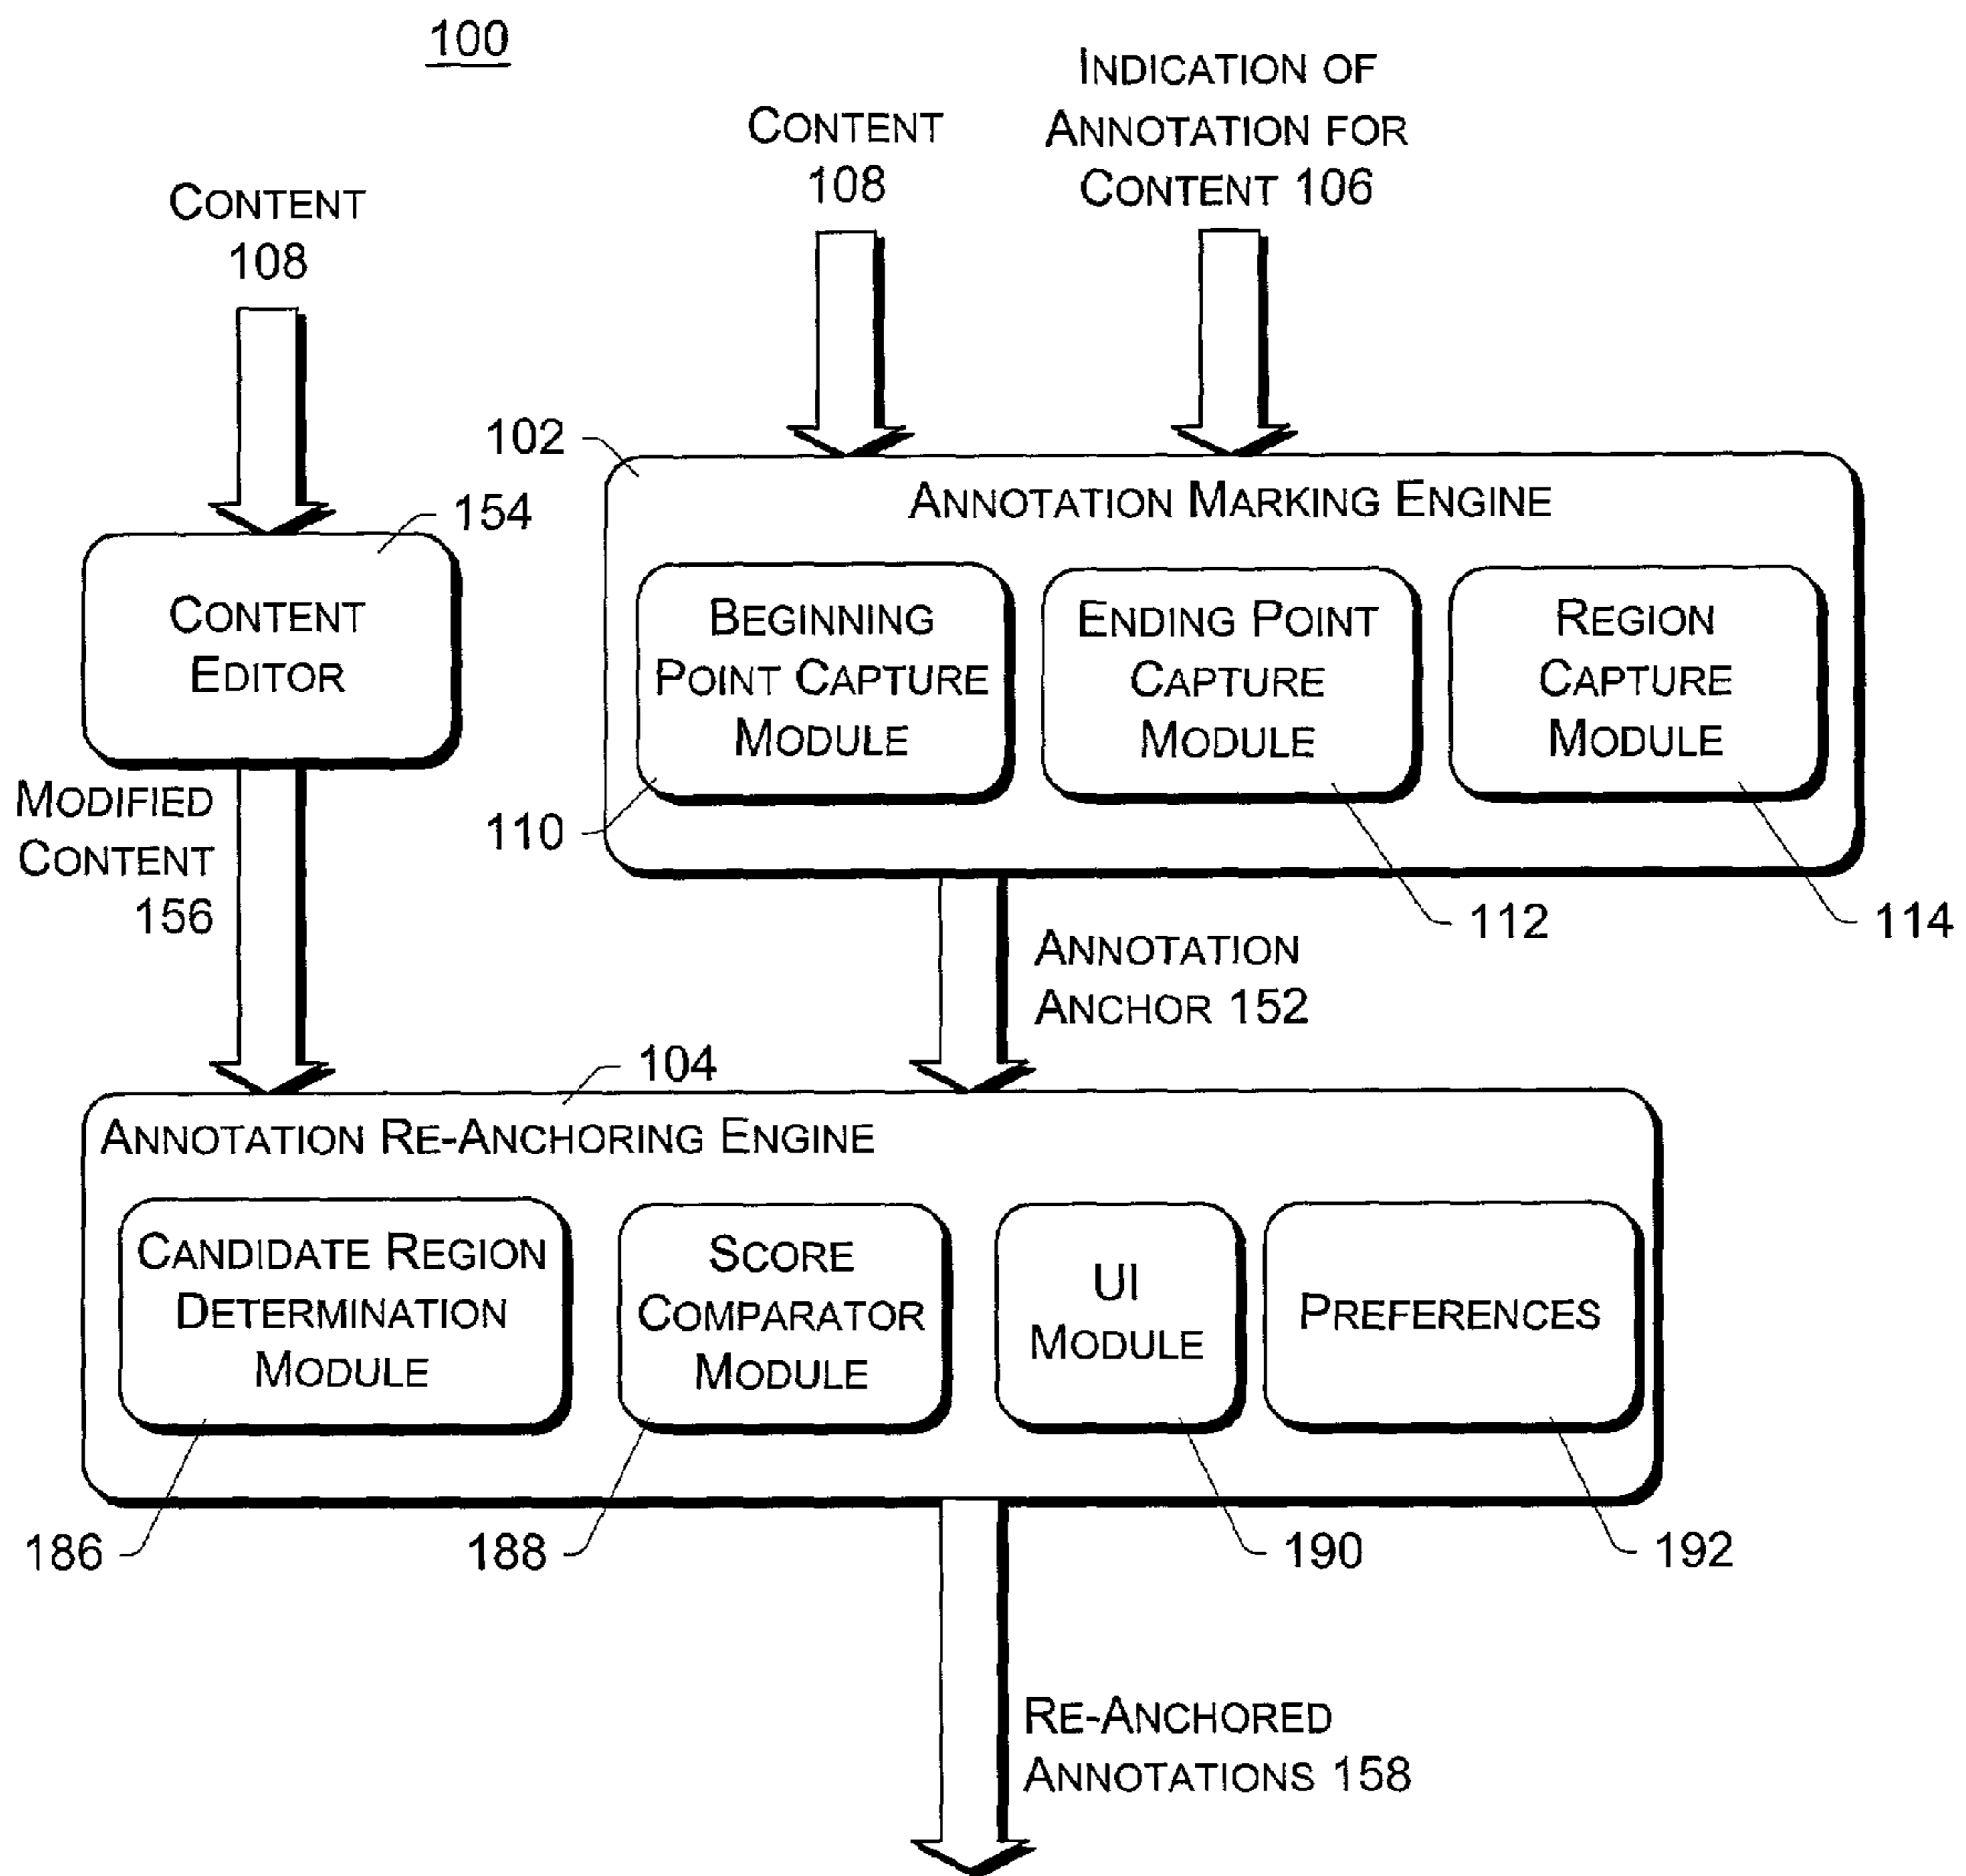 100
CONTENT
108
CONTENT
108
INDICATION OF
ANNOTATION FOR
CONTENT 106
102
ANNOTATION MARKING ENGINE
BEGINNING
POINT CAPTURE
MODULE
ENDING POINT
CAPTURE
MODULE
REGION
CAPTURE
MODULE
110
112
114
154
CONTENT
EDITOR
MODIFIED
CONTENT
156
ANNOTATION
ANCHOR 152
104
ANNOTATION RE-ANCHORING ENGINE
CANDIDATE REGION
DETERMINATION
MODULE
SCORE
COMPARATOR
MODULE
UI
MODULE
PREFERENCES
186
188
190
192
RE-ANCHORED
ANNOTATIONS 158